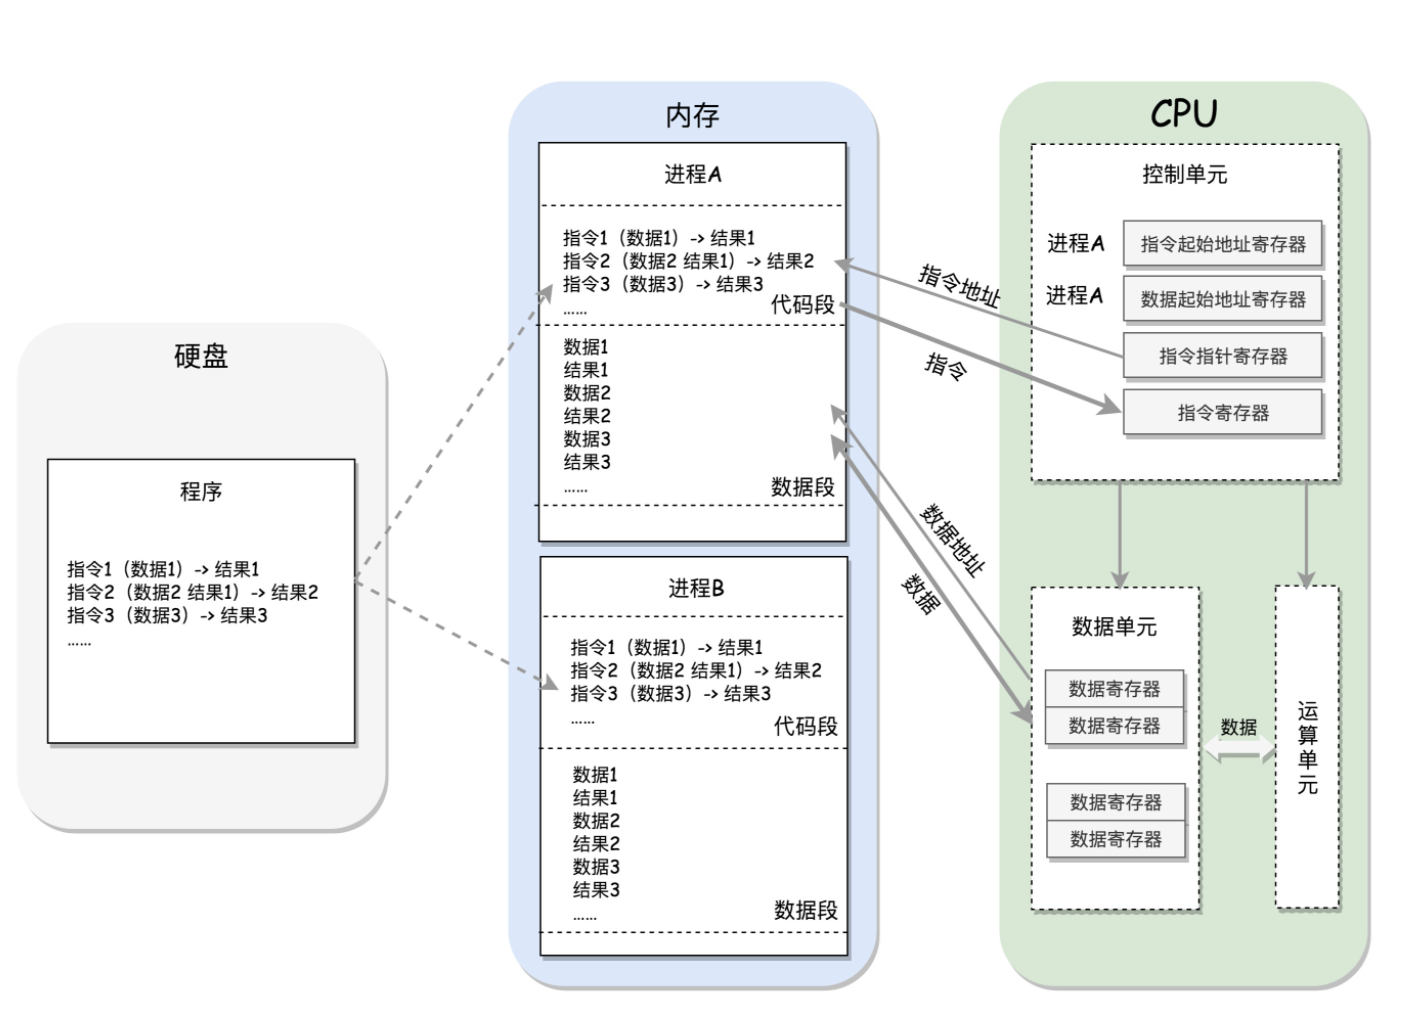 硬盘
程序
指令1（数据1）-> 结果1
指令2（数据2 结果1）-> 结果2
指令3（数据3）-> 结果3
......
内存
进程A
指令1（数据1）-> 结果1
指令2（数据2 结果1）-> 结果2
指令3（数据3）-> 结果3
......
代码段
数据1
结果1
数据2
结果2
数据3
结果3
......
数据段
进程B
指令1（数据1）-> 结果1
指令2（数据2 结果1）-> 结果2
指令3（数据3）-> 结果3
......
代码段
数据1
结果1
数据2
结果2
数据3
结果3
......
数据段
指令地址
指令
数据地址
数据
CPU
控制单元
进程A
指令起始地址寄存器
进程A
数据起始地址寄存器
指令指针寄存器
指令寄存器
数据单元
数据寄存器
数据寄存器
数据寄存器
数据寄存器
数据
运算单元